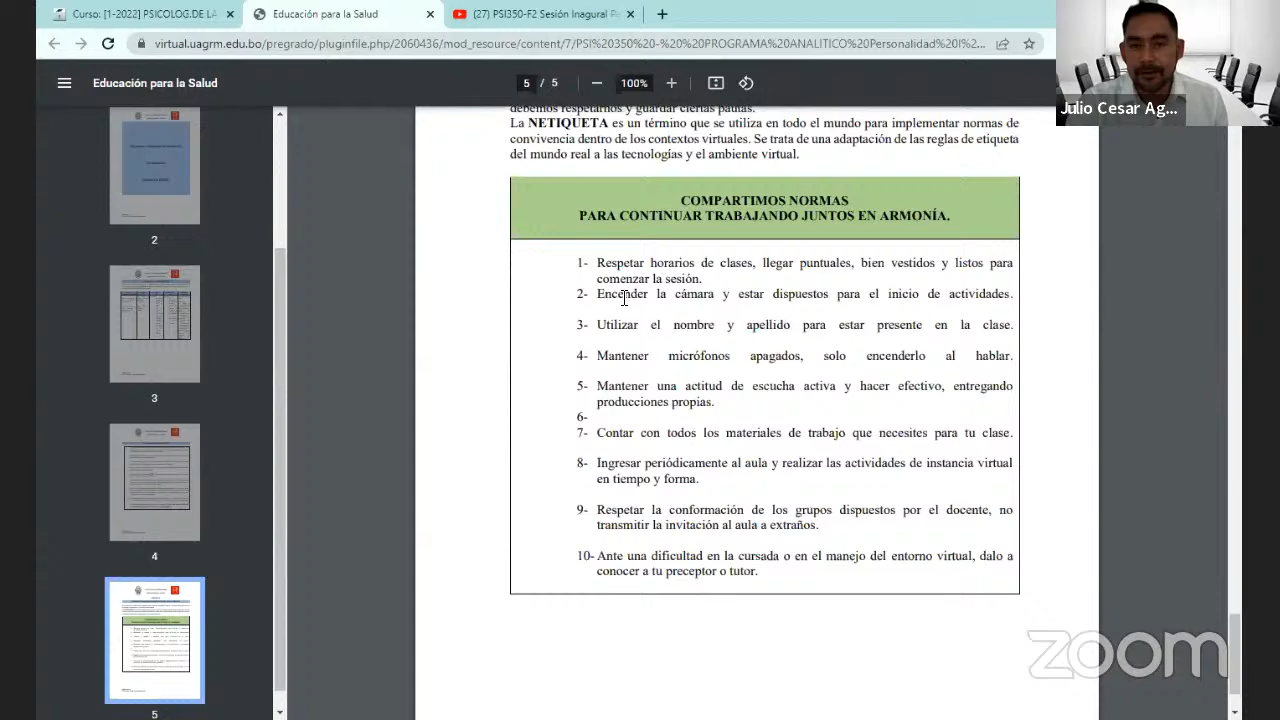 Curso: [1-2022] PSICOLOG.DE LA
Educación para la Salud
(27) PSI350-F2 Sesión Inagural P
virtual.uagrm.edu.bo/pregrado/pluginfile.php/2060436/mod_resource/content/7/PSI%20350%20-%20%20PROGRAMA%20ANALITICO%20Personalidad%20I%2...
Educación para la Salud
5 / 5
100%
Julio Cesar Ag...
debemos respetarnos y guardar ciertas pautas.
La NETIQUETA es un término que se utiliza en todo el mundo para implementar normas de
convivencia dentro de los contextos virtuales. Se trata de una adaptación de las reglas de etiqueta
del mundo real a las tecnologías y el ambiente virtual.
COMPARTIMOS NORMAS
PARA CONTINUAR TRABAJANDO JUNTOS EN ARMONÍA.
1- Respetar horarios de clases, llegar puntuales, bien vestidos y listos para
comenzar la sesión.
2- Encender la cámara y estar dispuestos para el inicio de actividades.
3- Utilizar el nombre y apellido para estar presente en la clase.
4- Mantener micrófonos apagados, solo encenderlo al hablar.
5- Mantener una actitud de escucha activa y hacer efectivo, entregando
producciones propias.
6-
7- Contar con todos los materiales de trabajo que necesites para tu clase.
8- Ingresar periódicamente al aula y realizar las actividades de instancia virtual
en tiempo y forma.
9- Respetar la conformación de los grupos dispuestos por el docente, no
transmitir la invitación al aula a extraños.
10- Ante una dificultad en la cursada o en el manejo del entorno virtual, dalo a
conocer a tu preceptor o tutor.
2
3
4
5
zoom